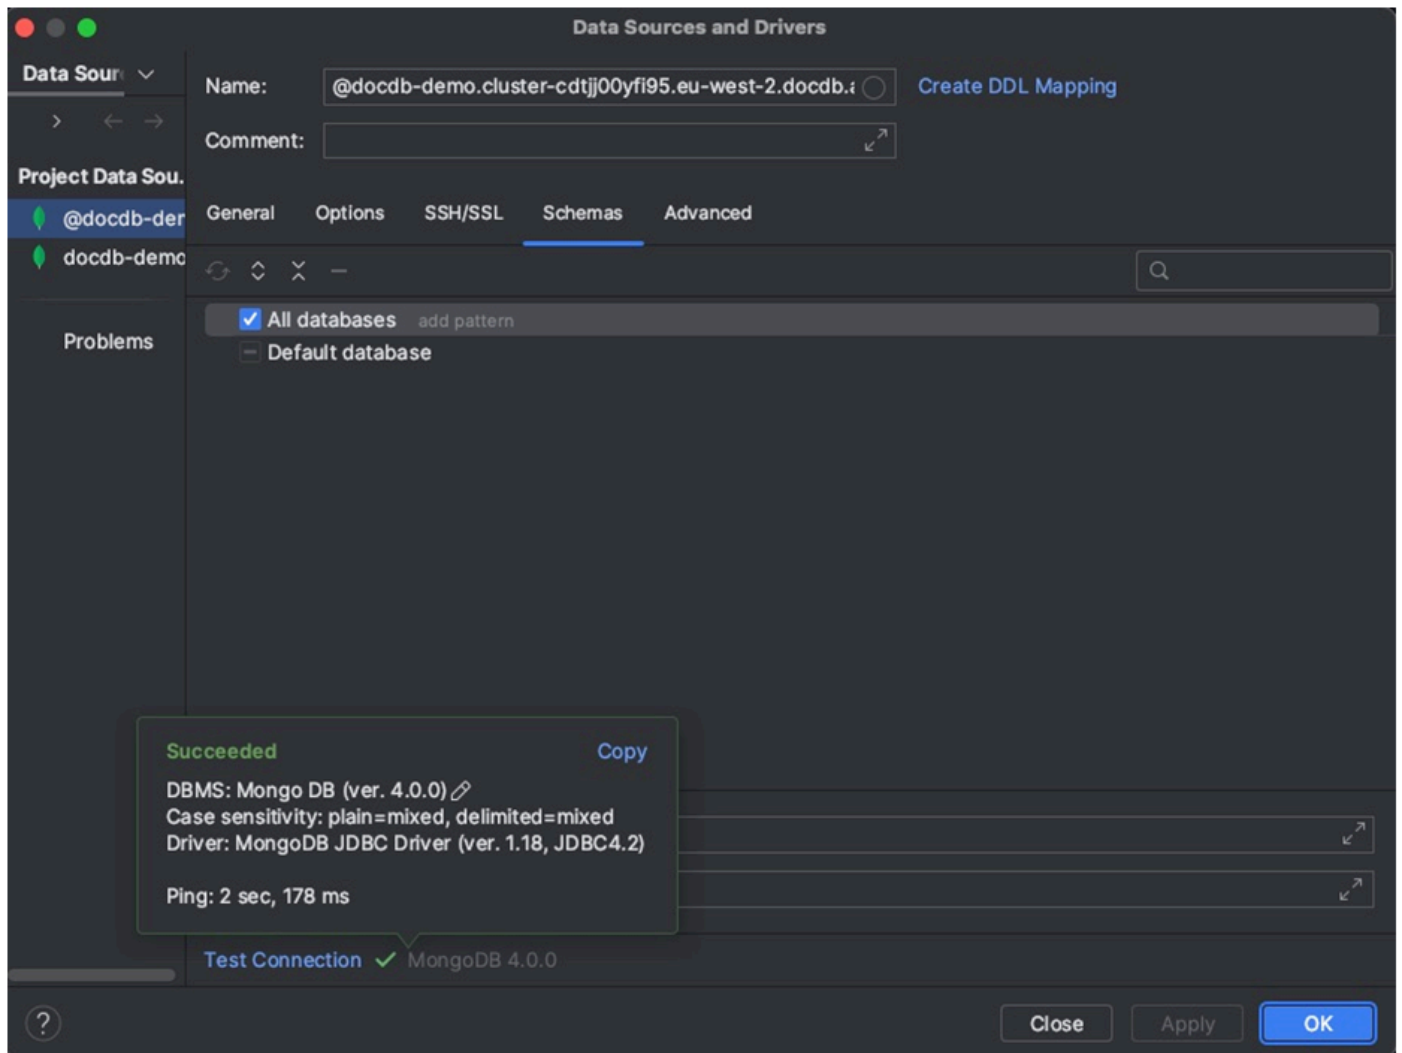 Data Sources and Drivers
Data Sour
Name: @docdb-demo.cluster-cdtjj00yfi95.eu-west-2.docdb.a
Create DDL Mapping
Comment:
Project Data Sou.
@docdb-der
docdb-demo
Problems
General Options SSH/SSL Schemas Advanced
All databases add pattern
Default database
Succeeded Copy
DBMS: Mongo DB (ver. 4.0.0)
Case sensitivity: plain=mixed, delimited=mixed
Driver: MongoDB JDBC Driver (ver. 1.18, JDBC4.2)
Ping: 2 sec, 178 ms
Test Connection MongoDB 4.0.0
? Close Apply OK